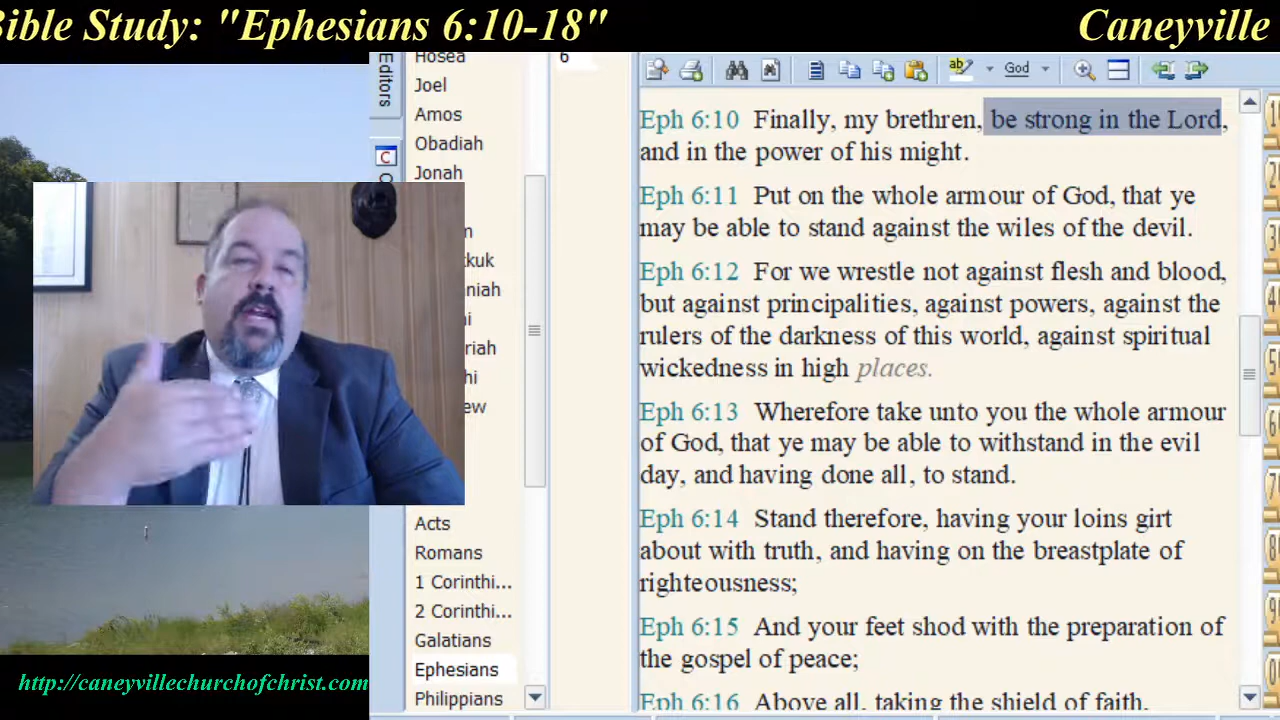 Bible Study: "Ephesians 6:10-18"
Caneyville
Editors
Hosea
Joel
Amos
Obadiah
Jonah
6
kuk
niah
riah
Acts
Romans
1 Corinthi...
2 Corinthi...
Galatians
Ephesians
Philippians
God
Eph 6:10 Finally, my brethren, be strong in the Lord,
and in the power of his might.
Eph 6:11 Put on the whole armour of God, that ye
may be able to stand against the wiles of the devil.
Eph 6:12 For we wrestle not against flesh and blood,
but against principalities, against powers, against the
rulers of the darkness of this world, against spiritual
wickedness in high places.
Eph 6:13 Wherefore take unto you the whole armour
of God, that ye may be able to withstand in the evil
day, and having done all, to stand.
Eph 6:14 Stand therefore, having your loins girt
about with truth, and having on the breastplate of
righteousness;
Eph 6:15 And your feet shod with the preparation of
the gospel of peace;
Eph 6:16 Above all, taking the shield of faith,
http://caneyvillechurchofchrist.com